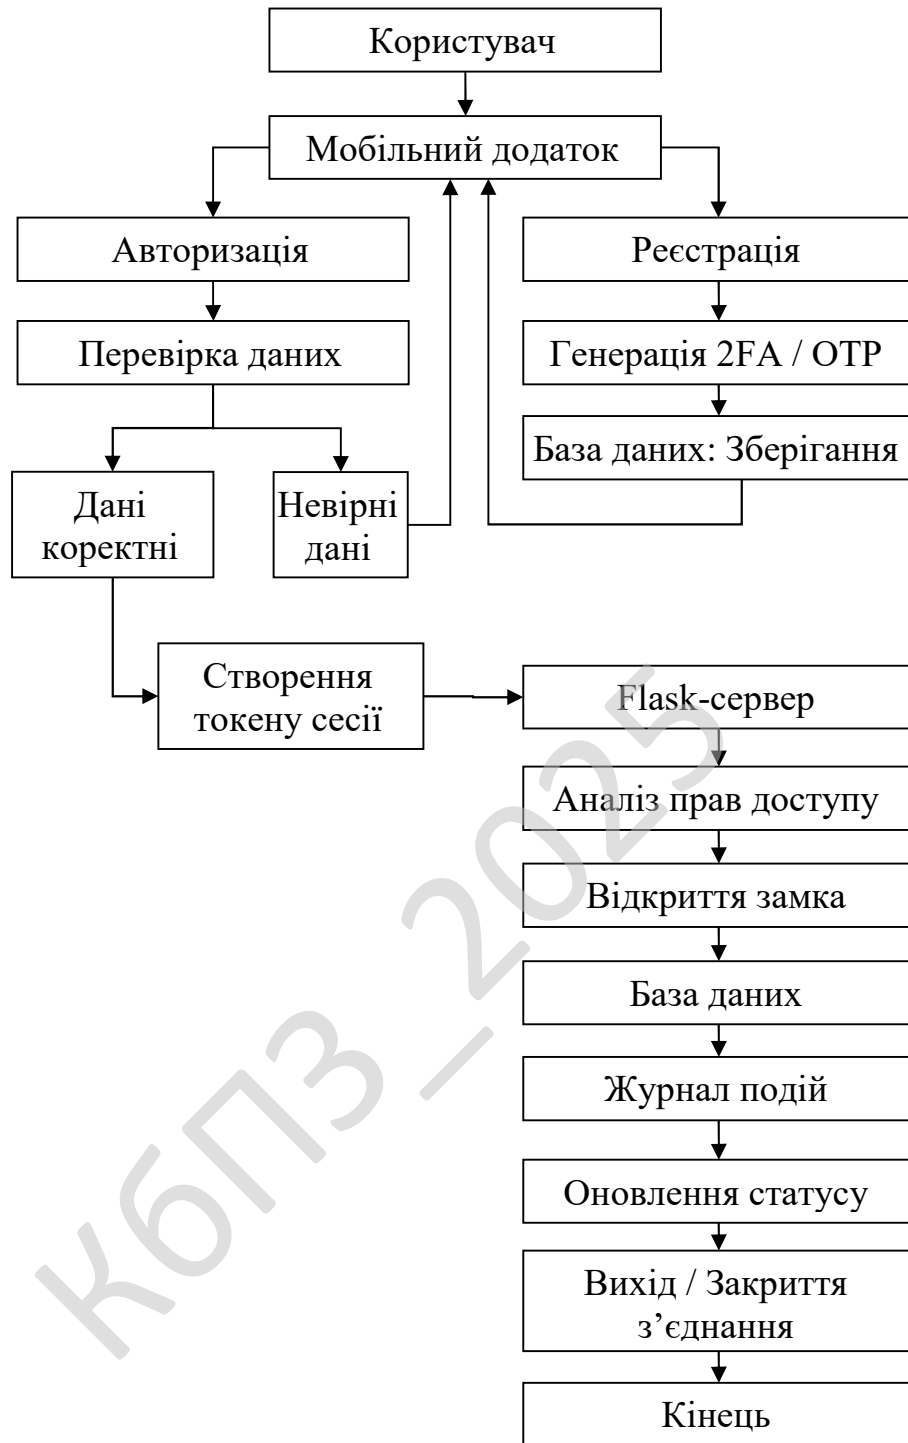 Користувач
Мобільний додаток
Авторизація
Реєстрація
Перевірка даних
Генерація 2FA / OTP
База даних: Зберігання
Дані
коректні
Невірні
дані
Створення
токену сесії
Flask-сервер
Аналіз прав доступу
Відкриття замка
База даних
Журнал подій
Оновлення статусу
Вихід / Закриття
з’єднання
Кінець
КбПЗ_2025